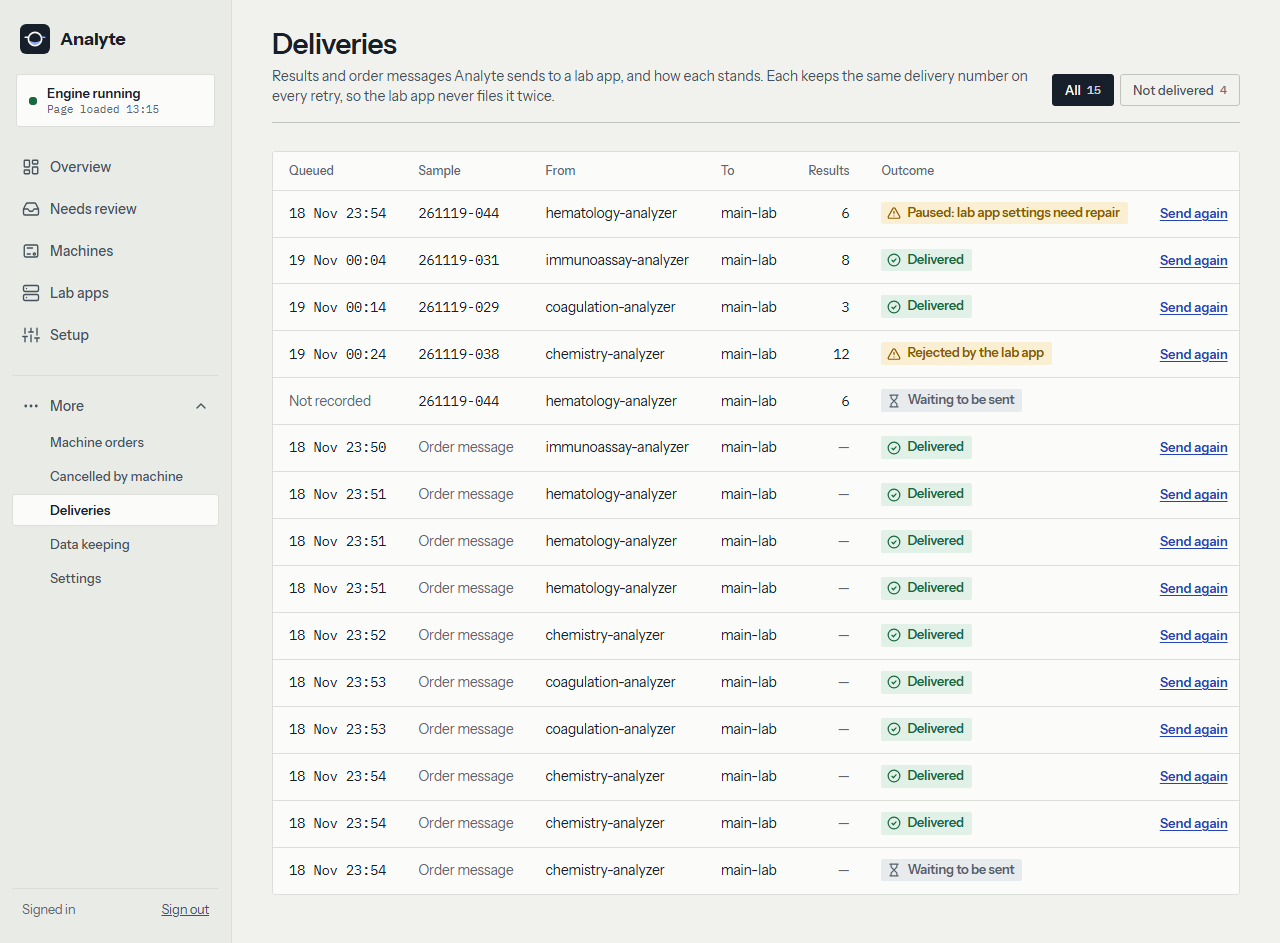 Analyte
Engine running
Page loaded 13:15
Overview
Needs review
Machines
Lab apps
Setup
More
Machine orders
Cancelled by machine
Deliveries
Data keeping
Settings
Signed in
Sign out
Deliveries
Results and order messages Analyte sends to a lab app, and how each stands. Each keeps the same delivery number on
every retry, so the lab app never files it twice.
All 15
Not delivered 4
Queued Sample From To Results Outcome
18 Nov 23:54 261119-044 hematology-analyzer main-lab 6 Paused: lab app settings need repair Send again
19 Nov 00:04 261119-031 immunoassay-analyzer main-lab 8 Delivered Send again
19 Nov 00:14 261119-029 coagulation-analyzer main-lab 3 Delivered Send again
19 Nov 00:24 261119-038 chemistry-analyzer main-lab 12 Rejected by the lab app Send again
Not recorded 261119-044 hematology-analyzer main-lab 6 Waiting to be sent
18 Nov 23:50 Order message immunoassay-analyzer main-lab — Delivered Send again
18 Nov 23:51 Order message hematology-analyzer main-lab — Delivered Send again
18 Nov 23:51 Order message hematology-analyzer main-lab — Delivered Send again
18 Nov 23:51 Order message hematology-analyzer main-lab — Delivered Send again
18 Nov 23:52 Order message chemistry-analyzer main-lab — Delivered Send again
18 Nov 23:53 Order message coagulation-analyzer main-lab — Delivered Send again
18 Nov 23:53 Order message coagulation-analyzer main-lab — Delivered Send again
18 Nov 23:54 Order message chemistry-analyzer main-lab — Delivered Send again
18 Nov 23:54 Order message chemistry-analyzer main-lab — Delivered Send again
18 Nov 23:54 Order message chemistry-analyzer main-lab — Waiting to be sent